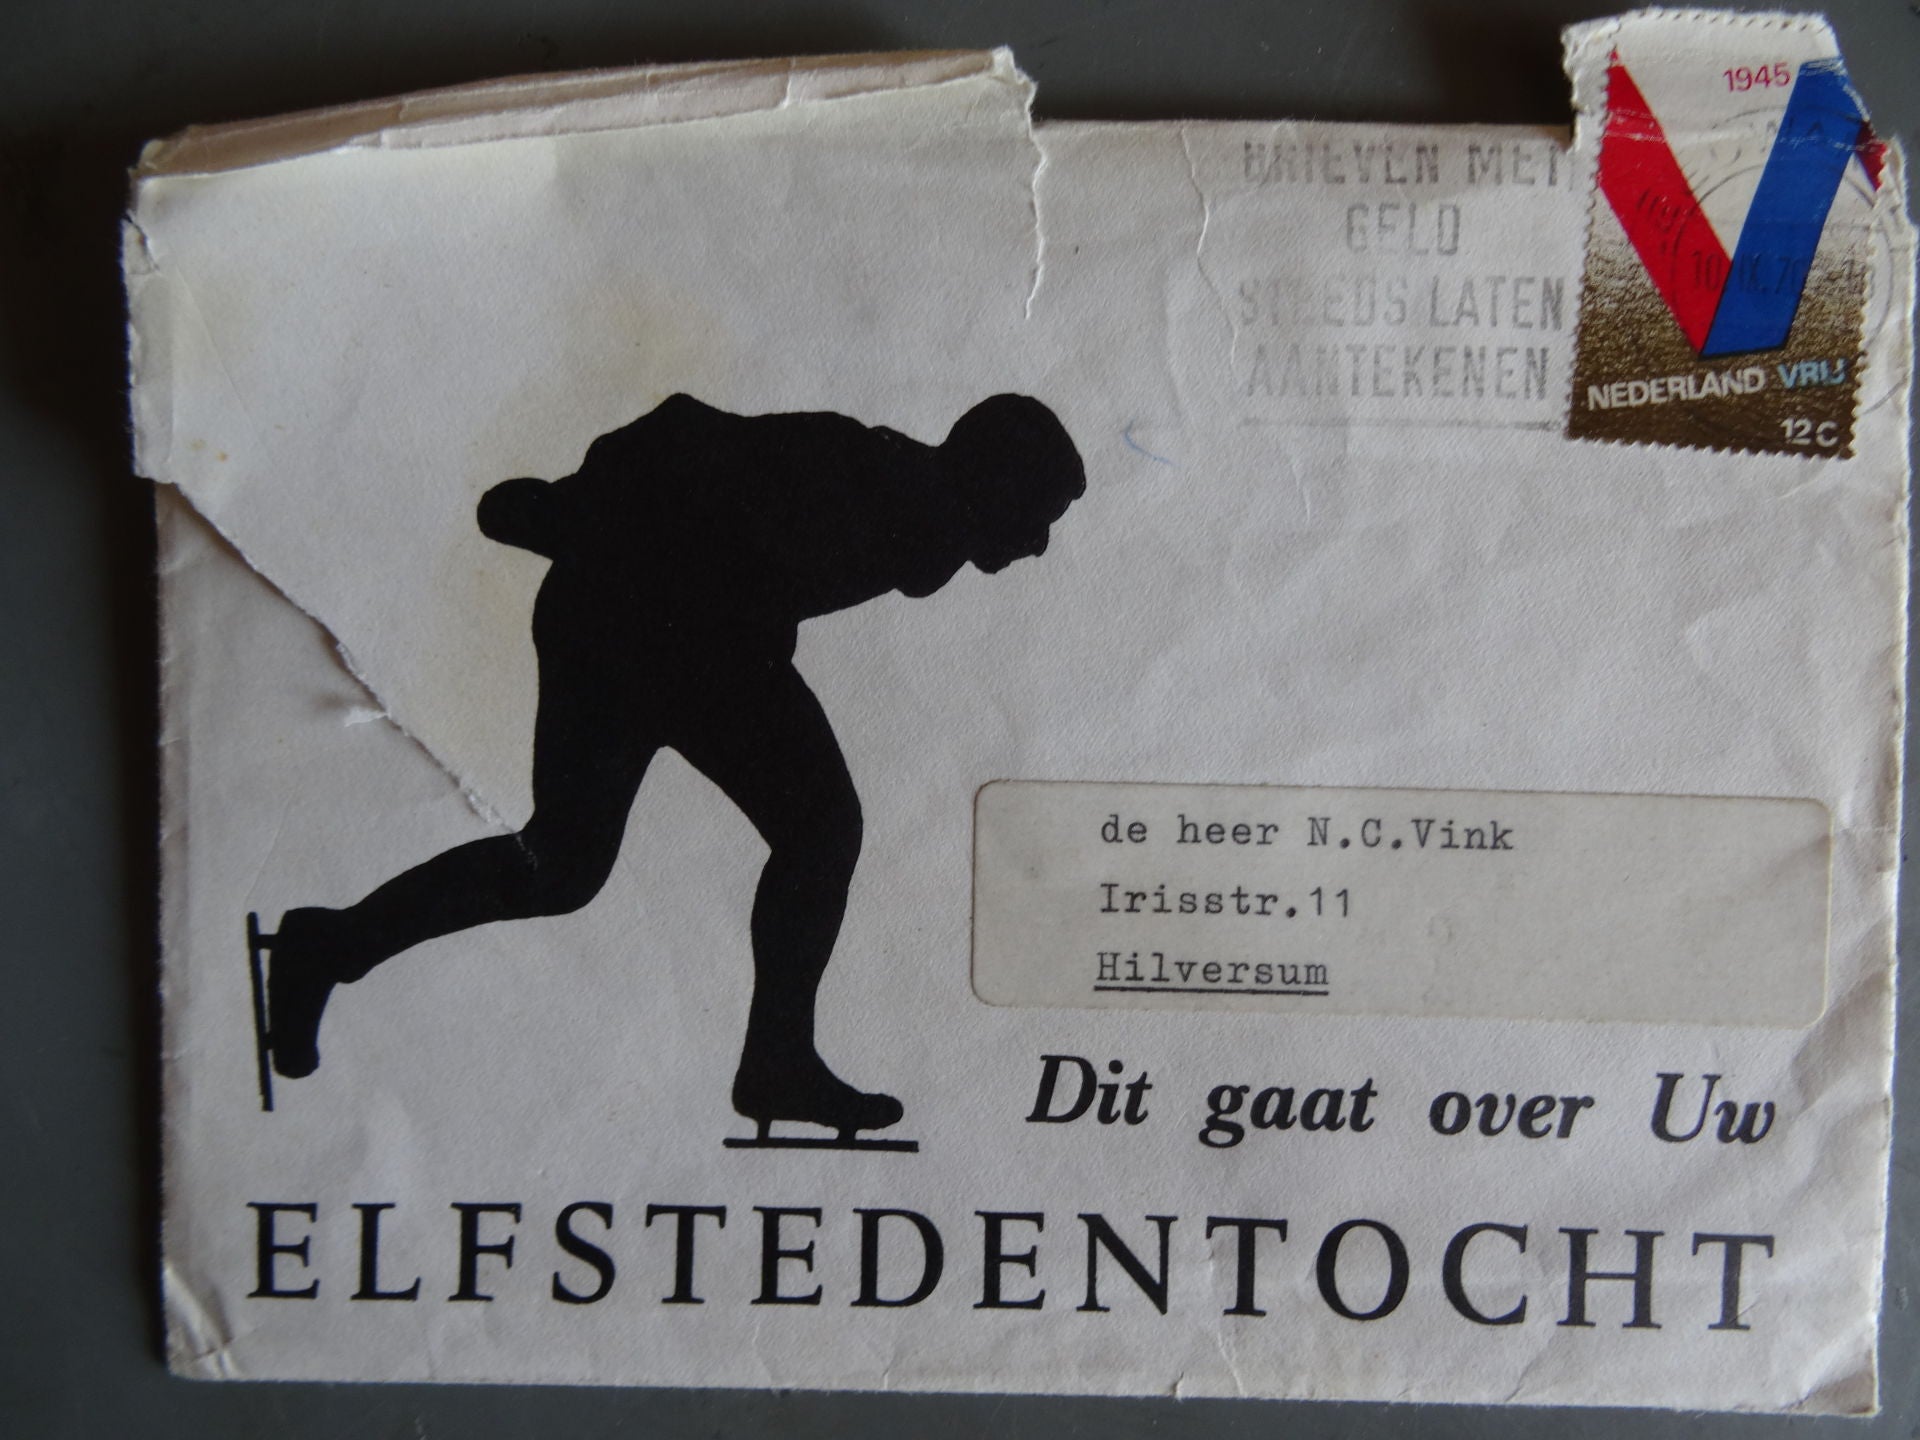 BRIEVEN MET
GELD
STEEDS LATEN
AANTEKENEN
1945
NEDERLAND VRIJ
12 C
de heer N.C.Vink
Irisstr.11
Hilversum
Dit gaat over Uw
ELFSTEDENTOCHT